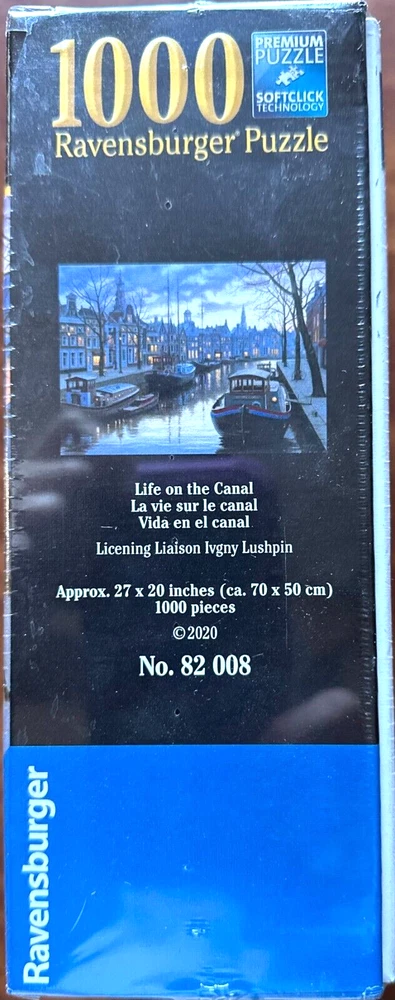 1000
PREMIUM
PUZZLE
SOFTCLICK
TECHNOLOGY
Ravensburger Puzzle
Life on the Canal
La vie sur le canal
Vida en el canal
Licening Liaison Ivgny Lushpin
Approx. 27 x 20 inches (ca. 70 x 50 cm)
1000 pieces
© 2020
No. 82 008
Ravensburger